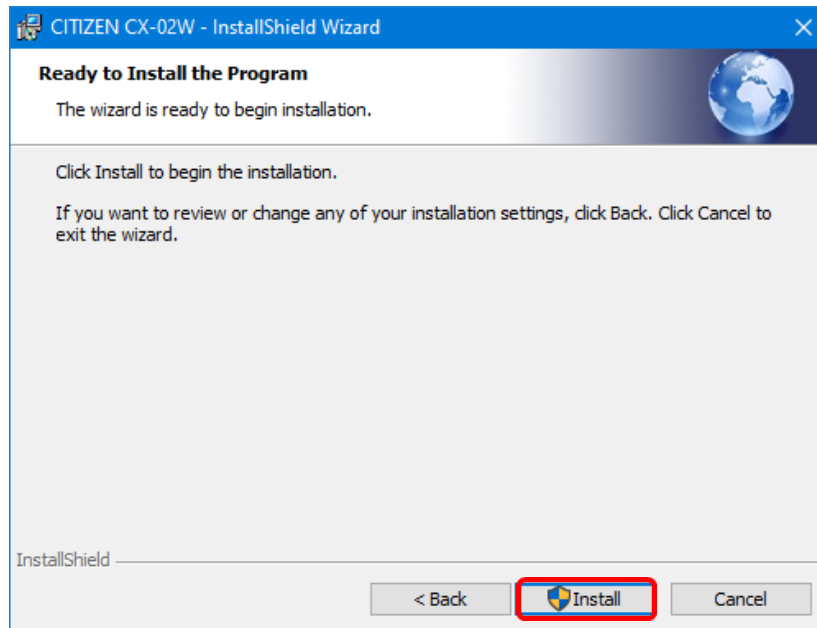 CITIZEN CX-02W - InstallShield Wizard
Ready to Install the Program
The wizard is ready to begin installation.
Click Install to begin the installation.
If you want to review or change any of your installation settings, click Back. Click Cancel to
exit the wizard.
InstallShield
< Back Install Cancel